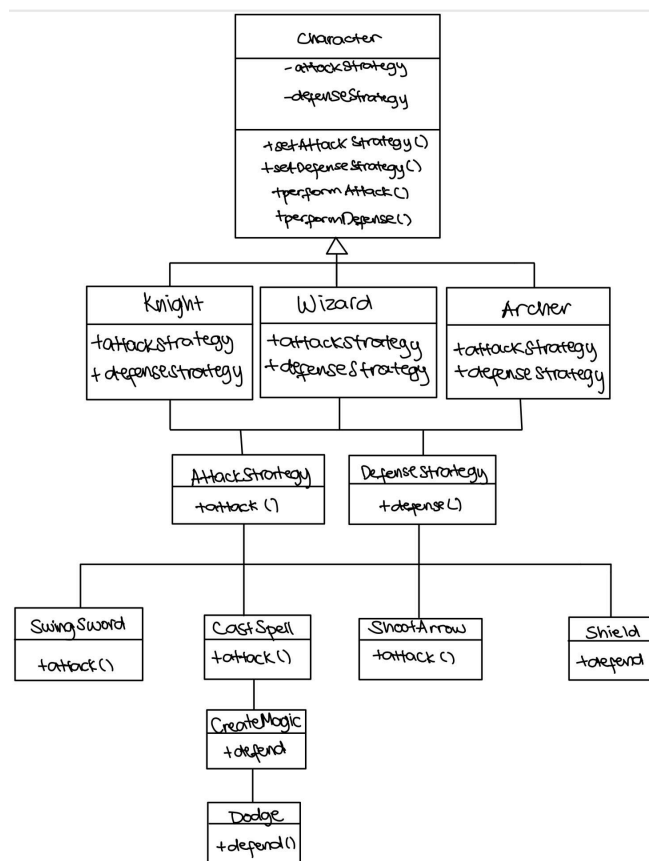 Character
-attackStrategy
-defenseStrategy
+setAttackStrategy()
+setDefenseStrategy()
+performAttack()
+performDefense()
Knight
+attackstrategy
+defensestrategy
Wizard
+attackstrategy
+defenseStrategy
Archer
+attackstrategy
+defensestrategy
AttackStrategy
+attack()
DefenseStrategy
+defense()
SwingSword
+attack()
CastSpell
+attack()
ShootArrow
+attack()
Shield
+defend
CreateMagic
+defend
Dodge
+defend()